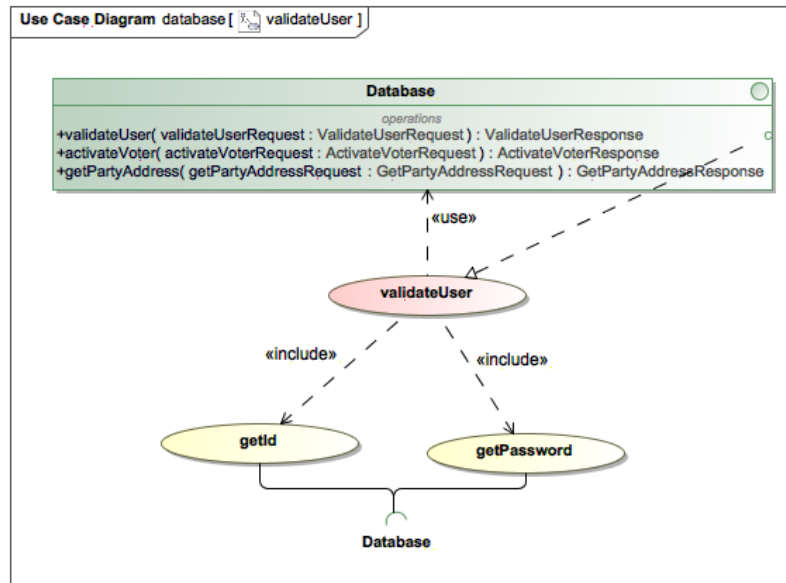 Use Case Diagram database[ validateUser ]
Database
operations
+validateUser( validateUserRequest : ValidateUserRequest ) : ValidateUserResponse
+activateVoter( activateVoterRequest : ActivateVoterRequest ) : ActivateVoterResponse
+getPartyAddress( getPartyAddressRequest : GetPartyAddressRequest ) : GetPartyAddressResponse
«use»
validateUser
«include»
«include»
getId
getPassword
Database